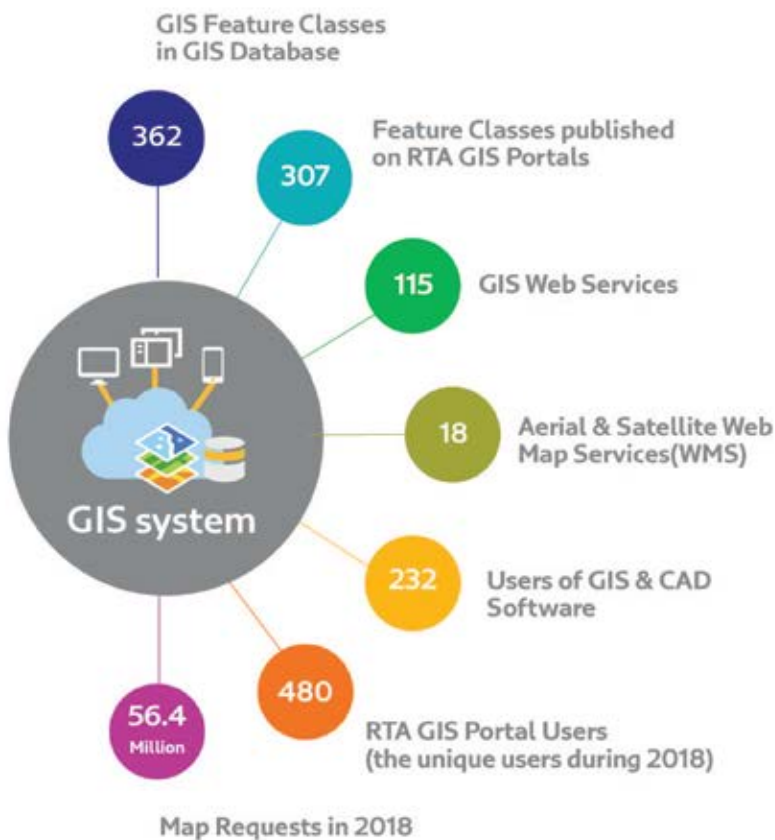 GIS Feature Classes
in GIS Database
362
Feature Classes published
on RTA GIS Portals
307
115
GIS Web Services
18
Aerial & Satellite Web
Map Services(WMS)
GIS system
232
Users of GIS & CAD
Software
480
RTA GIS Portal Users
(the unique users during 2018)
56.4
Million
Map Requests in 2018